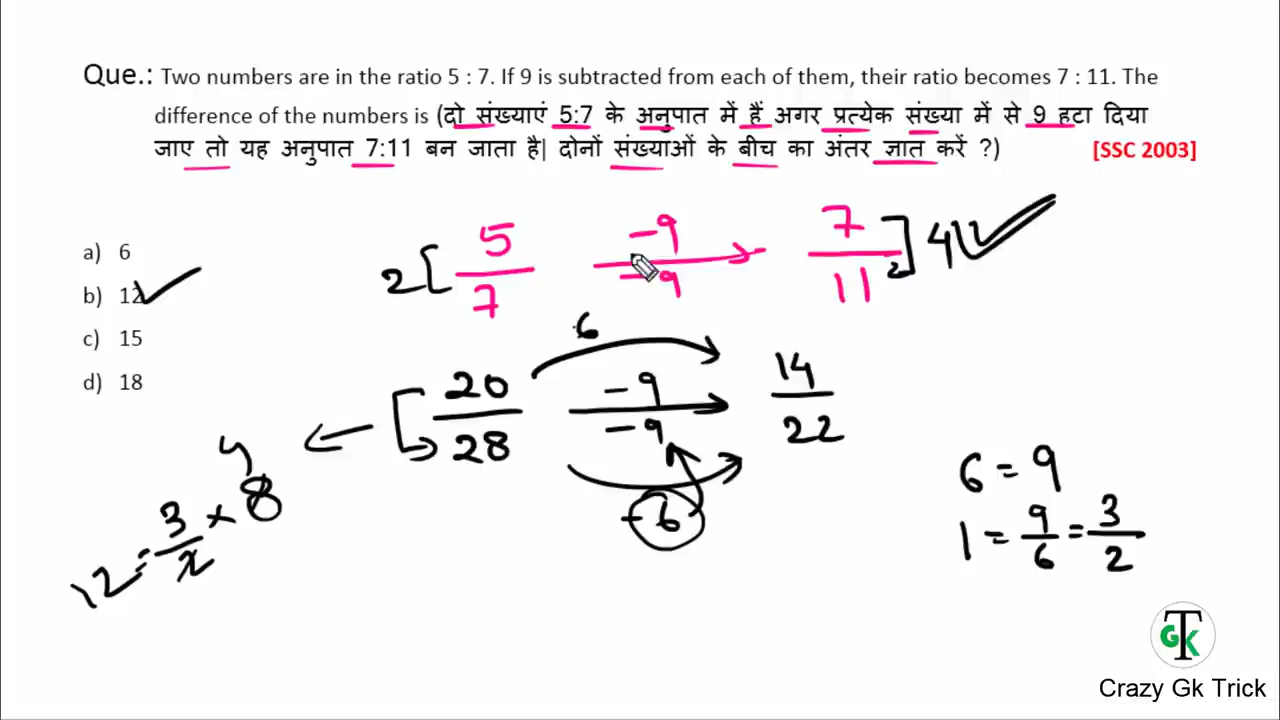 Que.: Two numbers are in the ratio 5 : 7. If 9 is subtracted from each of them, their ratio becomes 7 : 11. The
difference of the numbers is (दो संख्याएं 5:7 के अनुपात में हैं अगर प्रत्येक संख्या में से 9 हटा दिया
जाए तो यह अनुपात 7:11 बन जाता है| दोनों संख्याओं के बीच का अंतर ज्ञात करें ?) [SSC 2003]
a) 6
b) 12
c) 15
d) 18
2 [ 5/7 -9/-9 7/11 ]2 4
6
[ 20/28 -9/-9 14/22
-6
4
12 = 3/2 × 8
6 = 9
1 = 9/6 = 3/2
T
GK
Crazy Gk Trick